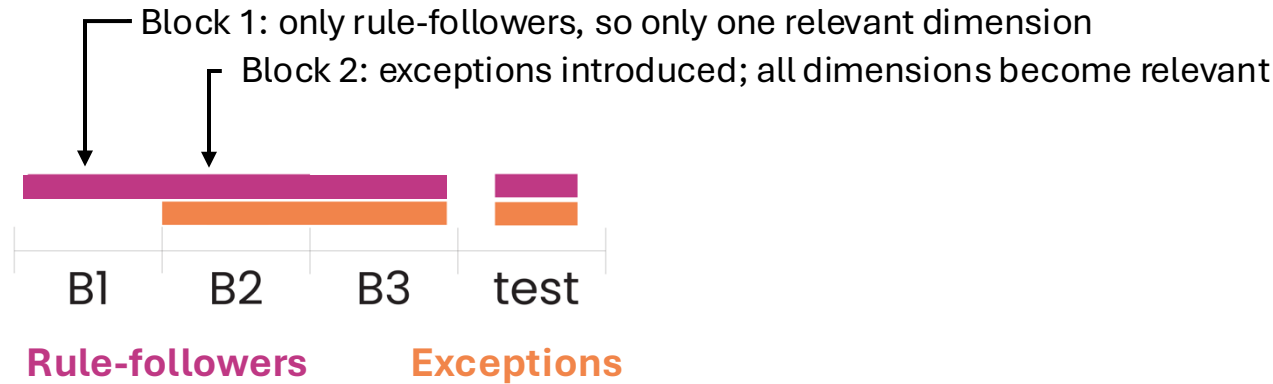 Block 1: only rule-followers, so only one relevant dimension
Block 2: exceptions introduced; all dimensions become relevant
B1 B2 B3 test
Rule-followers Exceptions